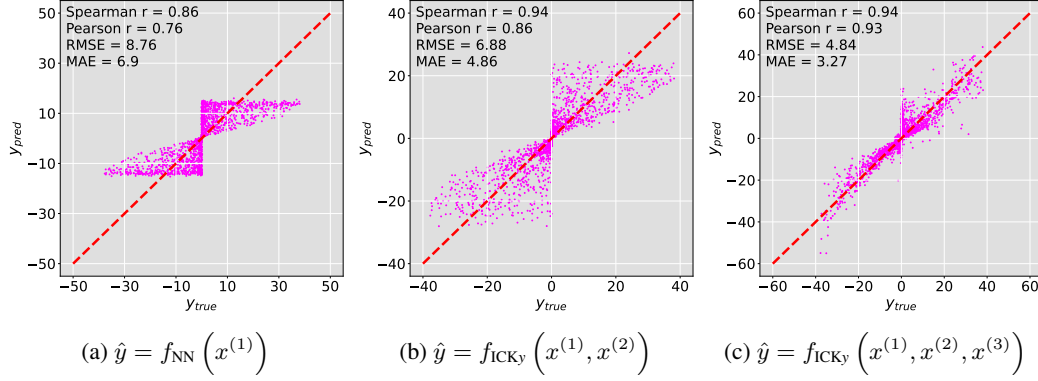 Spearman r = 0.86
Pearson r = 0.76
RMSE = 8.76
MAE = 6.9
50
30
10
−10
−30
−50
y_pred
−50 −30 −10 10 30 50
y_true
(a) ŷ = f_NN (x^(1))
Spearman r = 0.94
Pearson r = 0.86
RMSE = 6.88
MAE = 4.86
40
20
0
−20
−40
y_pred
−40 −20 0 20 40
y_true
(b) ŷ = f_ICKy (x^(1), x^(2))
Spearman r = 0.94
Pearson r = 0.93
RMSE = 4.84
MAE = 3.27
60
40
20
0
−20
−40
−60
y_pred
−60 −40 −20 0 20 40 60
y_true
(c) ŷ = f_ICKy (x^(1), x^(2), x^(3))